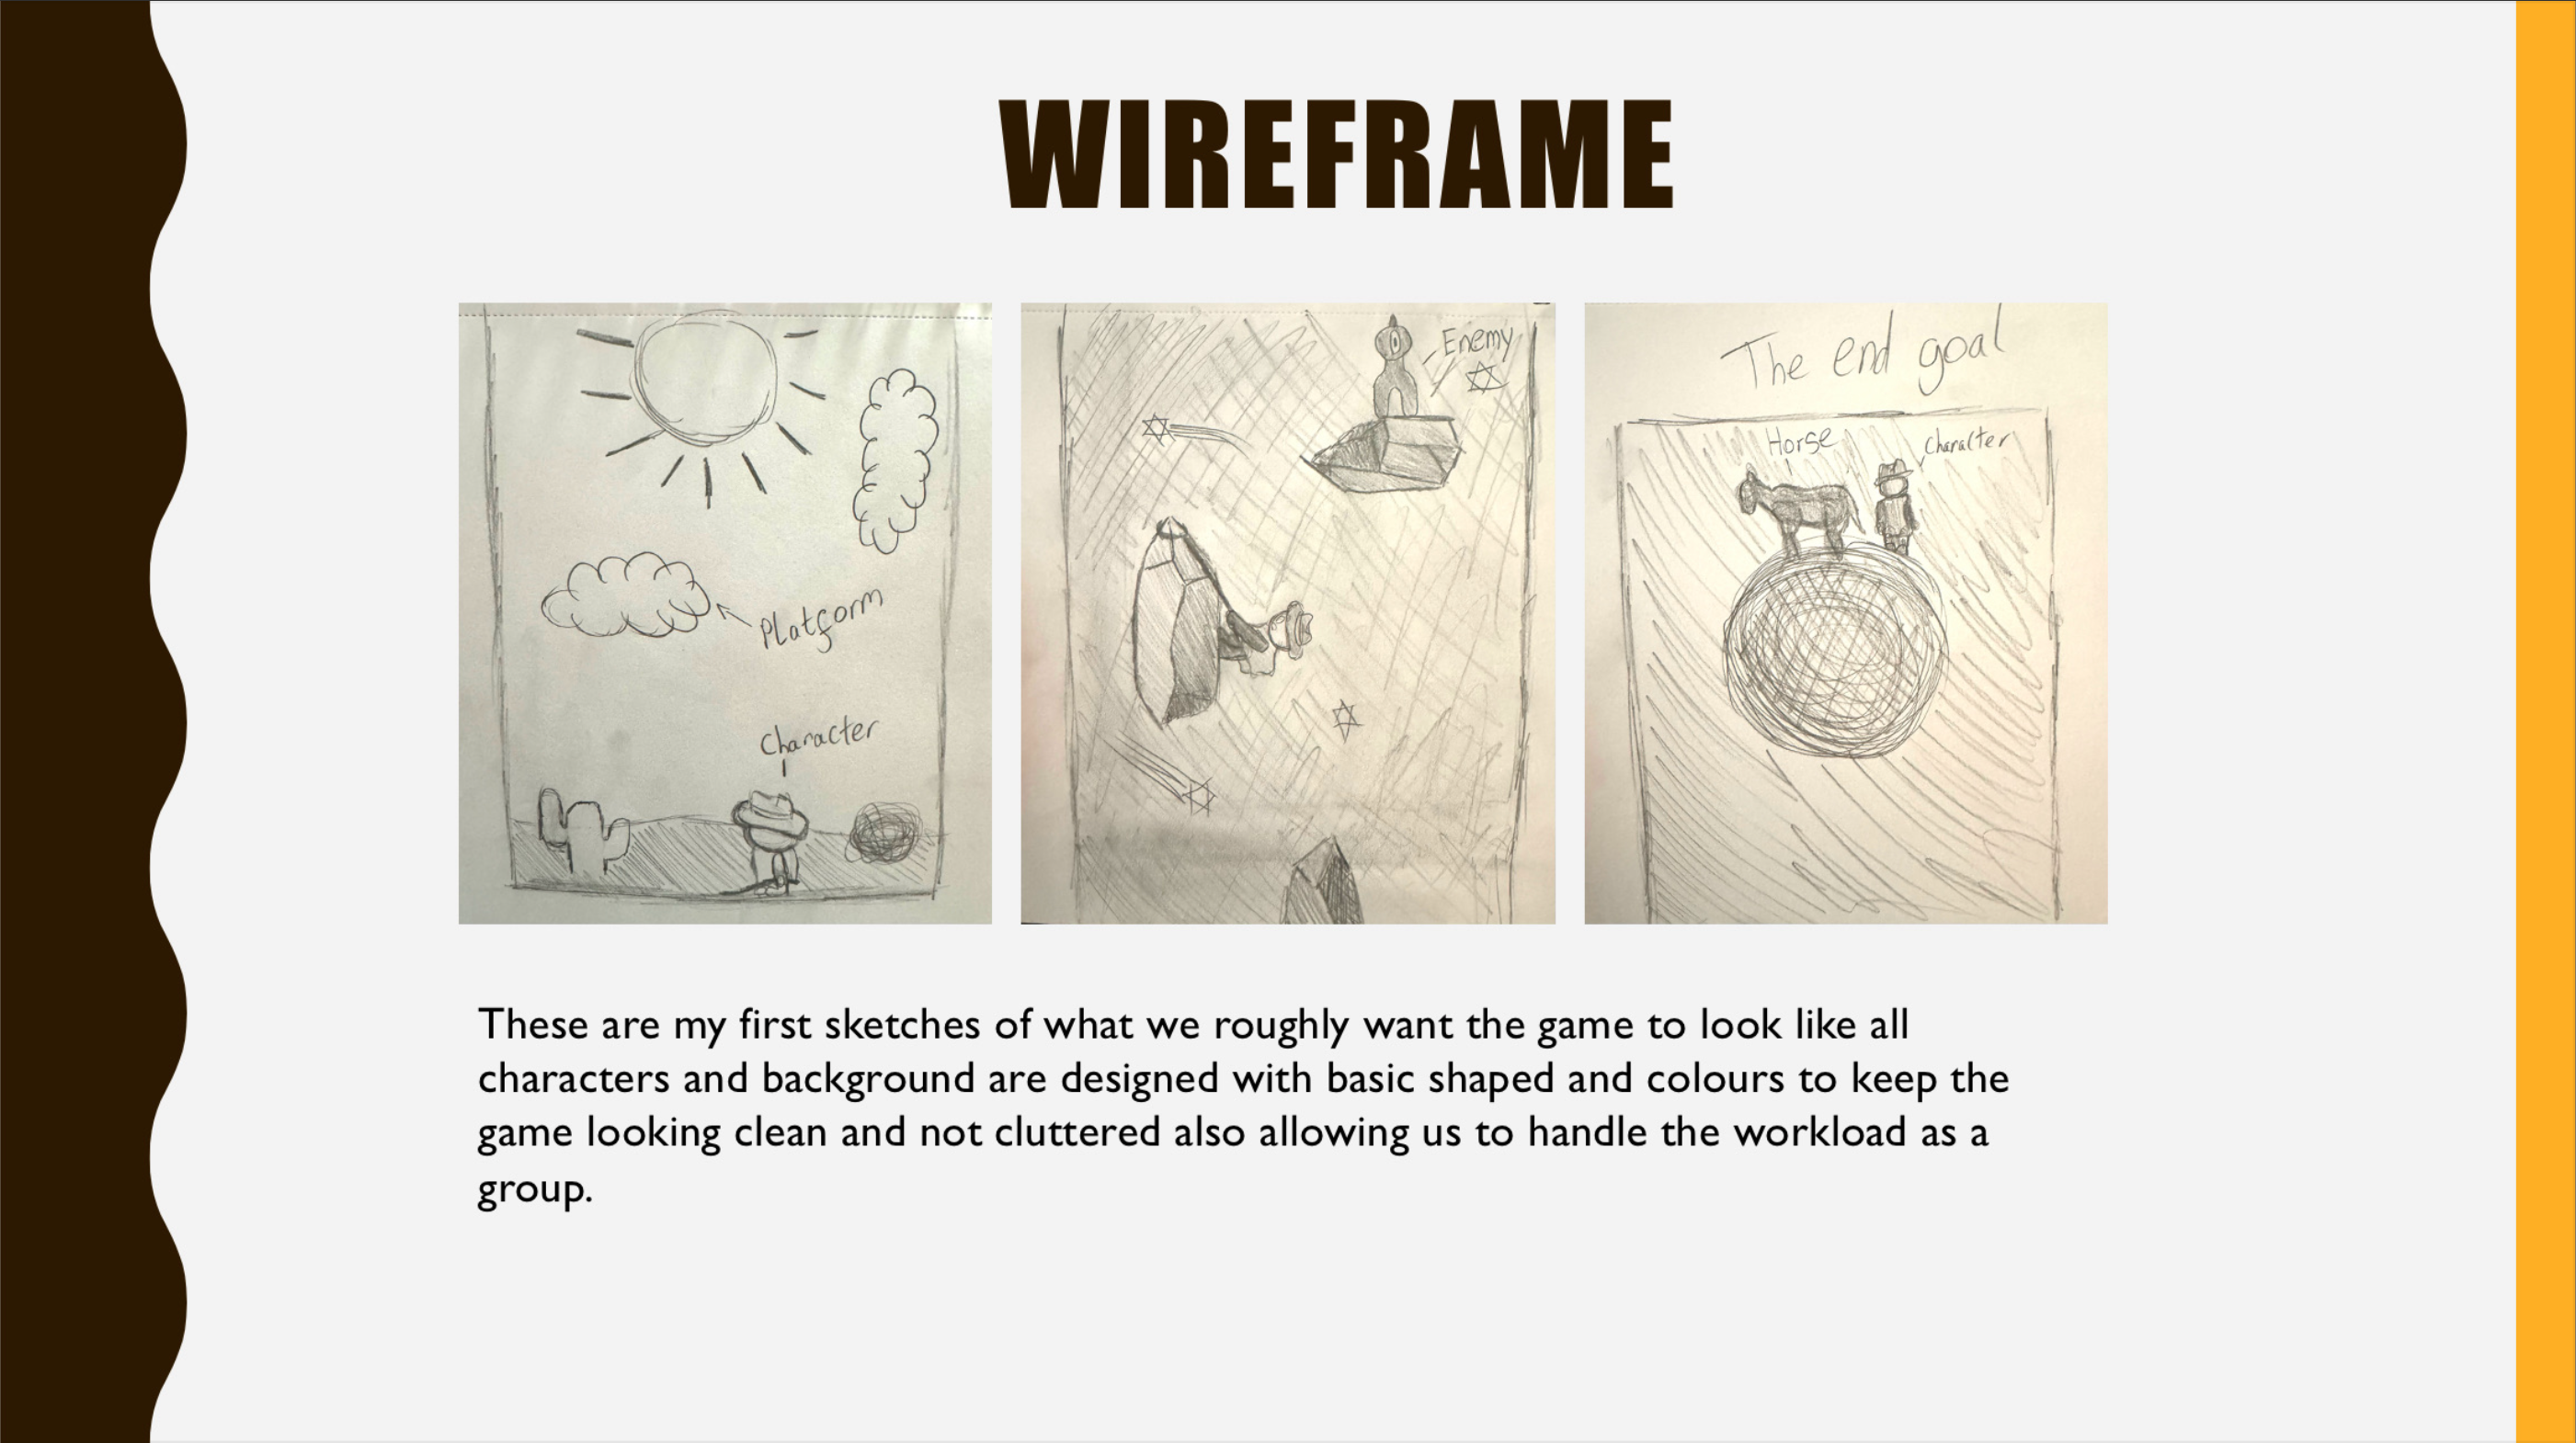 WIREFRAME
Platform
Character
Enemy
The end goal
Horse
Character
These are my first sketches of what we roughly want the game to look like all
characters and background are designed with basic shaped and colours to keep the
game looking clean and not cluttered also allowing us to handle the workload as a
group.